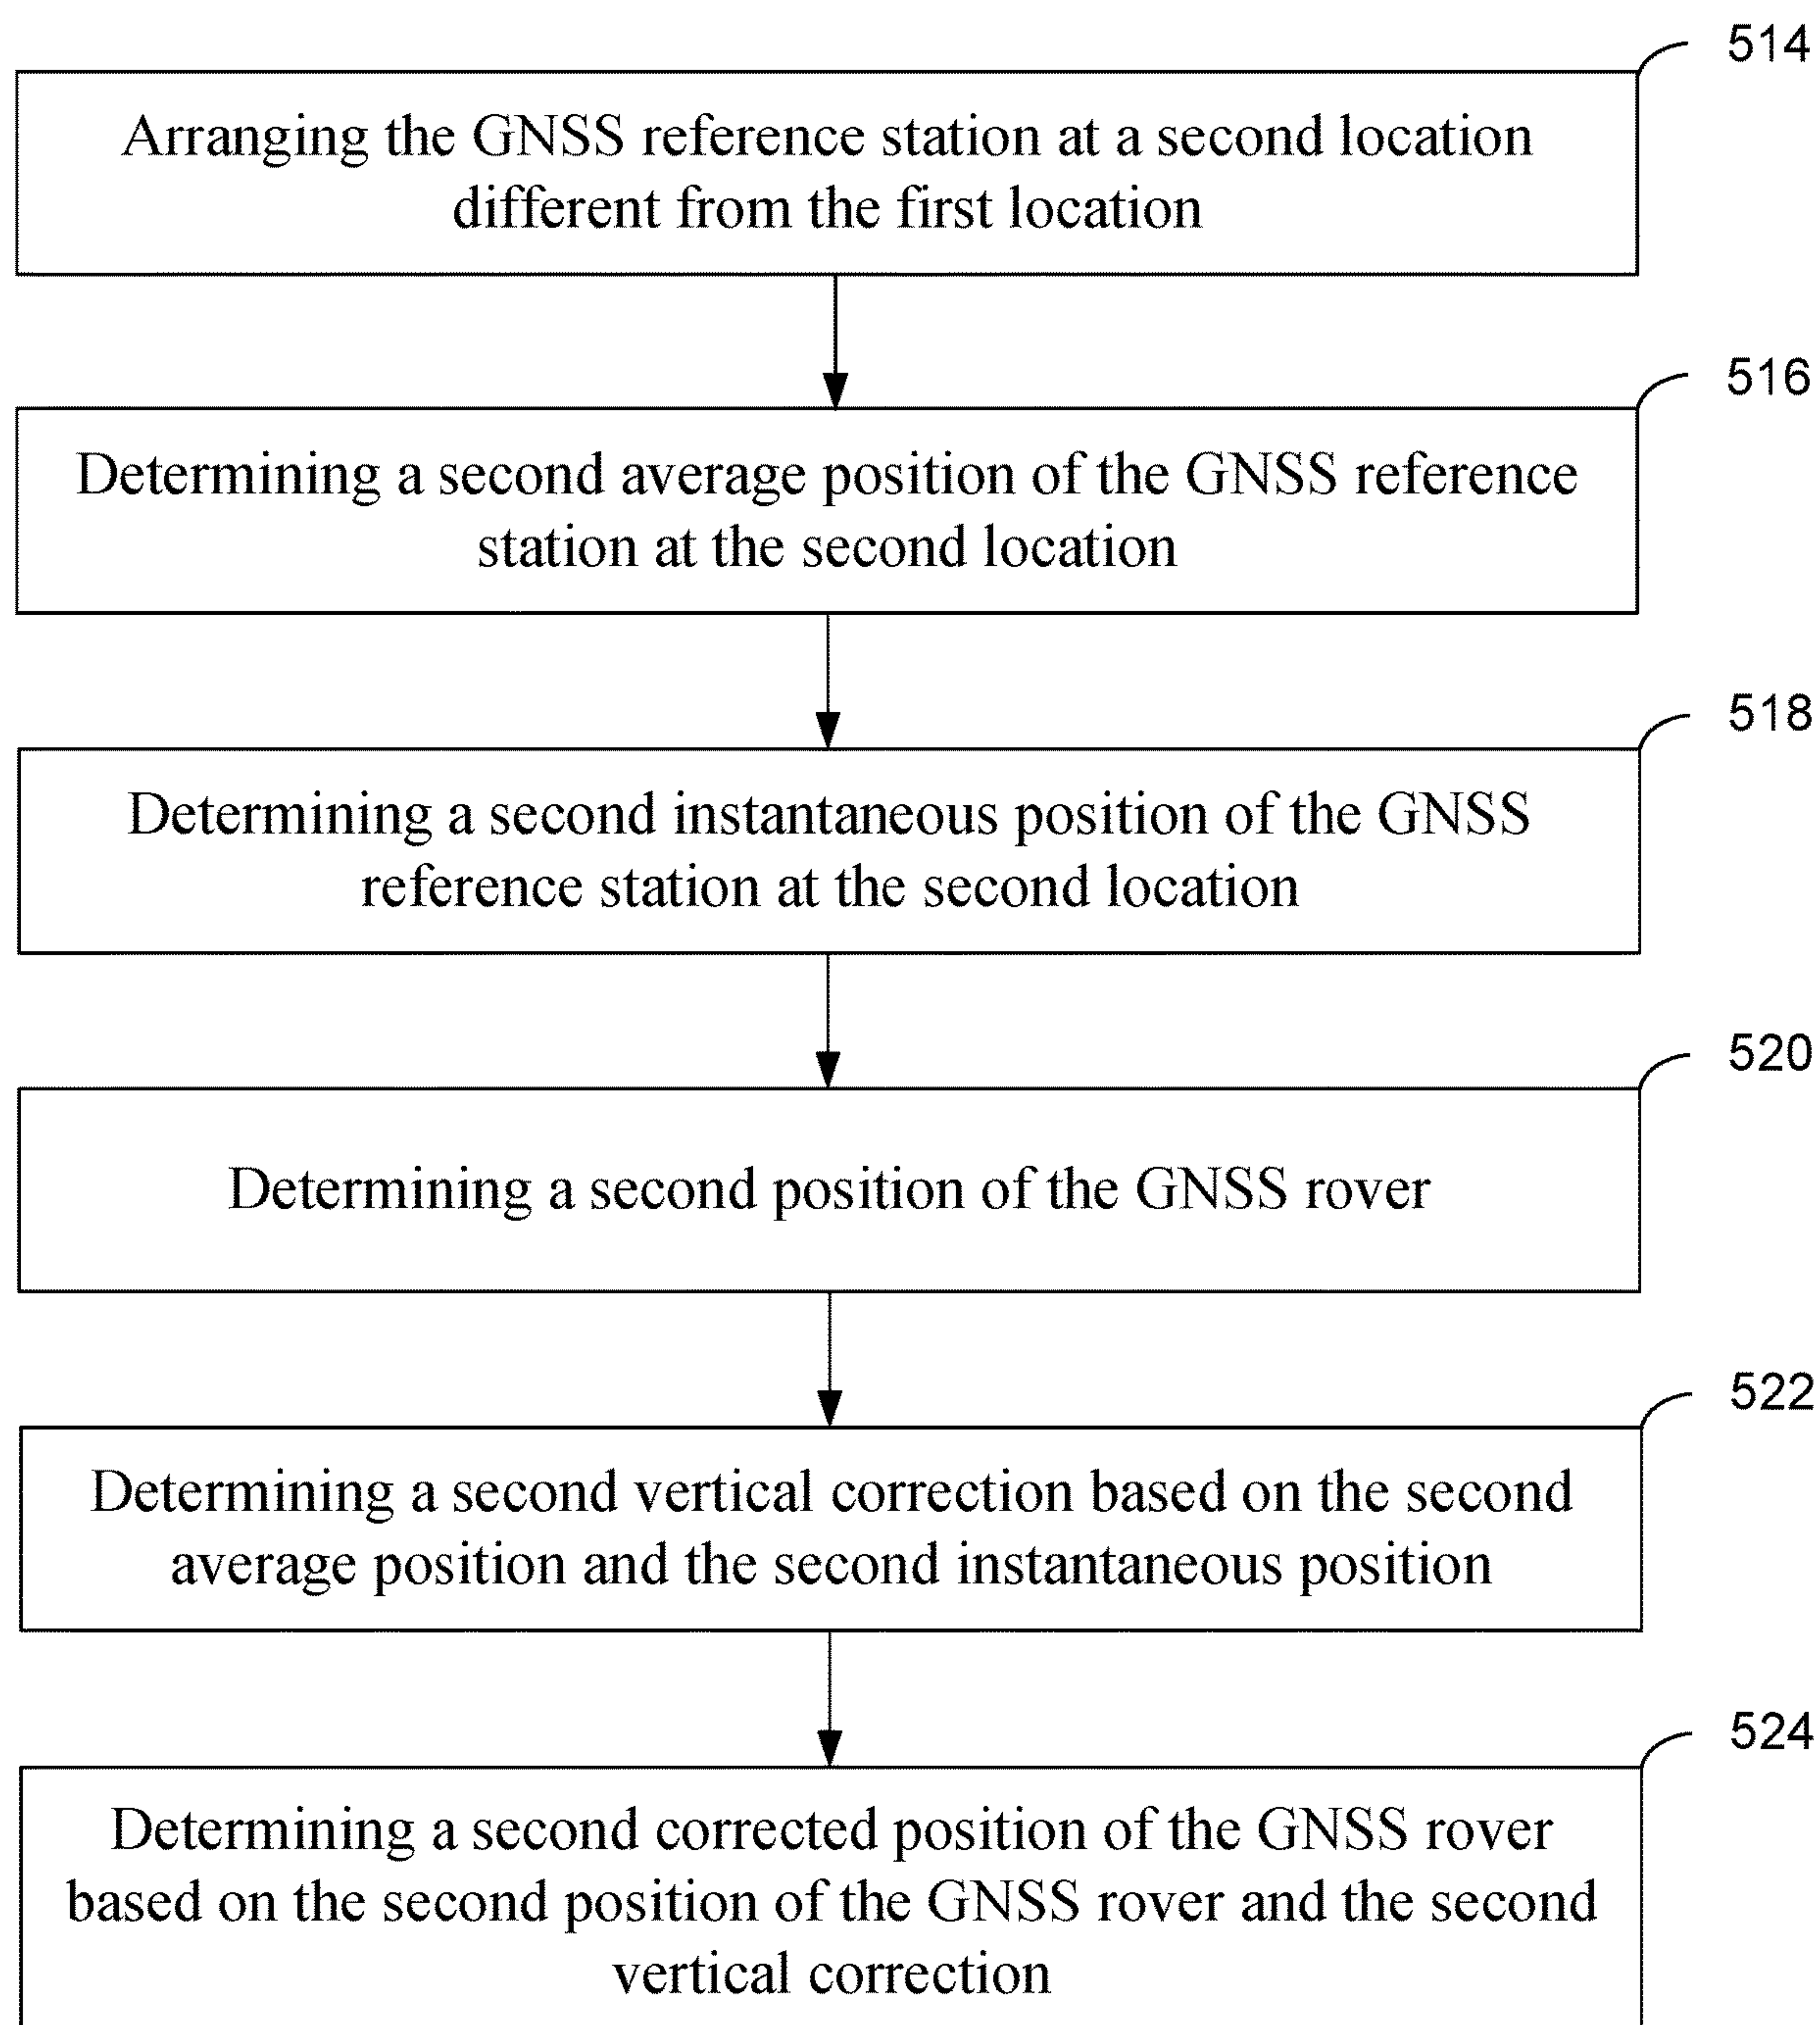 514
Arranging the GNSS reference station at a second location
different from the first location
516
Determining a second average position of the GNSS reference
station at the second location
518
Determining a second instantaneous position of the GNSS
reference station at the second location
520
Determining a second position of the GNSS rover
522
Determining a second vertical correction based on the second
average position and the second instantaneous position
524
Determining a second corrected position of the GNSS rover
based on the second position of the GNSS rover and the second
vertical correction